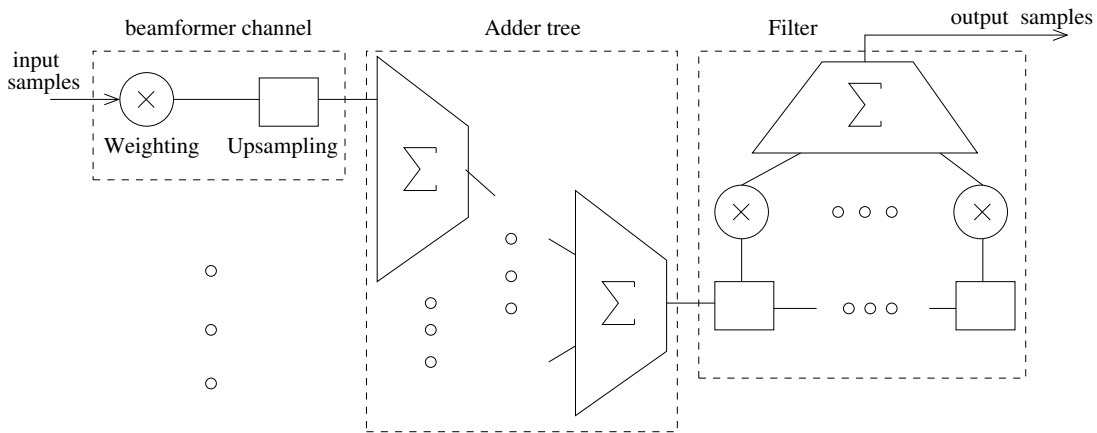 beamformer channel
Adder tree
Filter
output samples
input
samples
×
Weighting
Upsampling
Σ
Σ
Σ
×
×